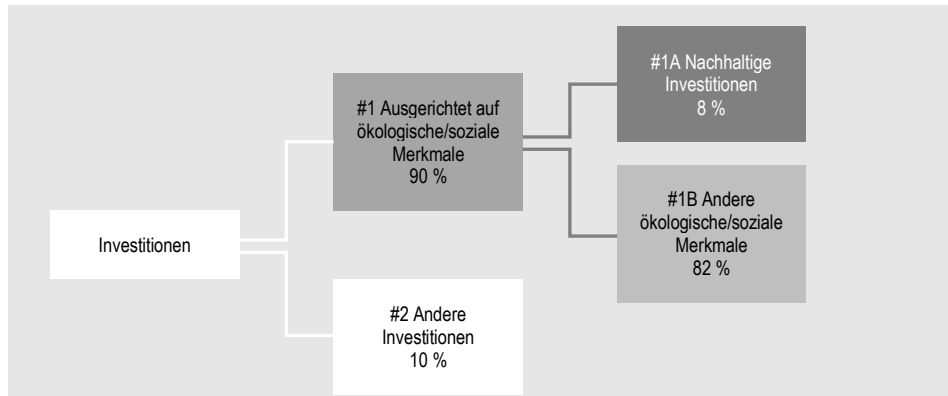 Investitionen
#1 Ausgerichtet auf
ökologische/soziale
Merkmale
90 %
#2 Andere
Investitionen
10 %
#1A Nachhaltige
Investitionen
8 %
#1B Andere
ökologische/soziale
Merkmale
82 %